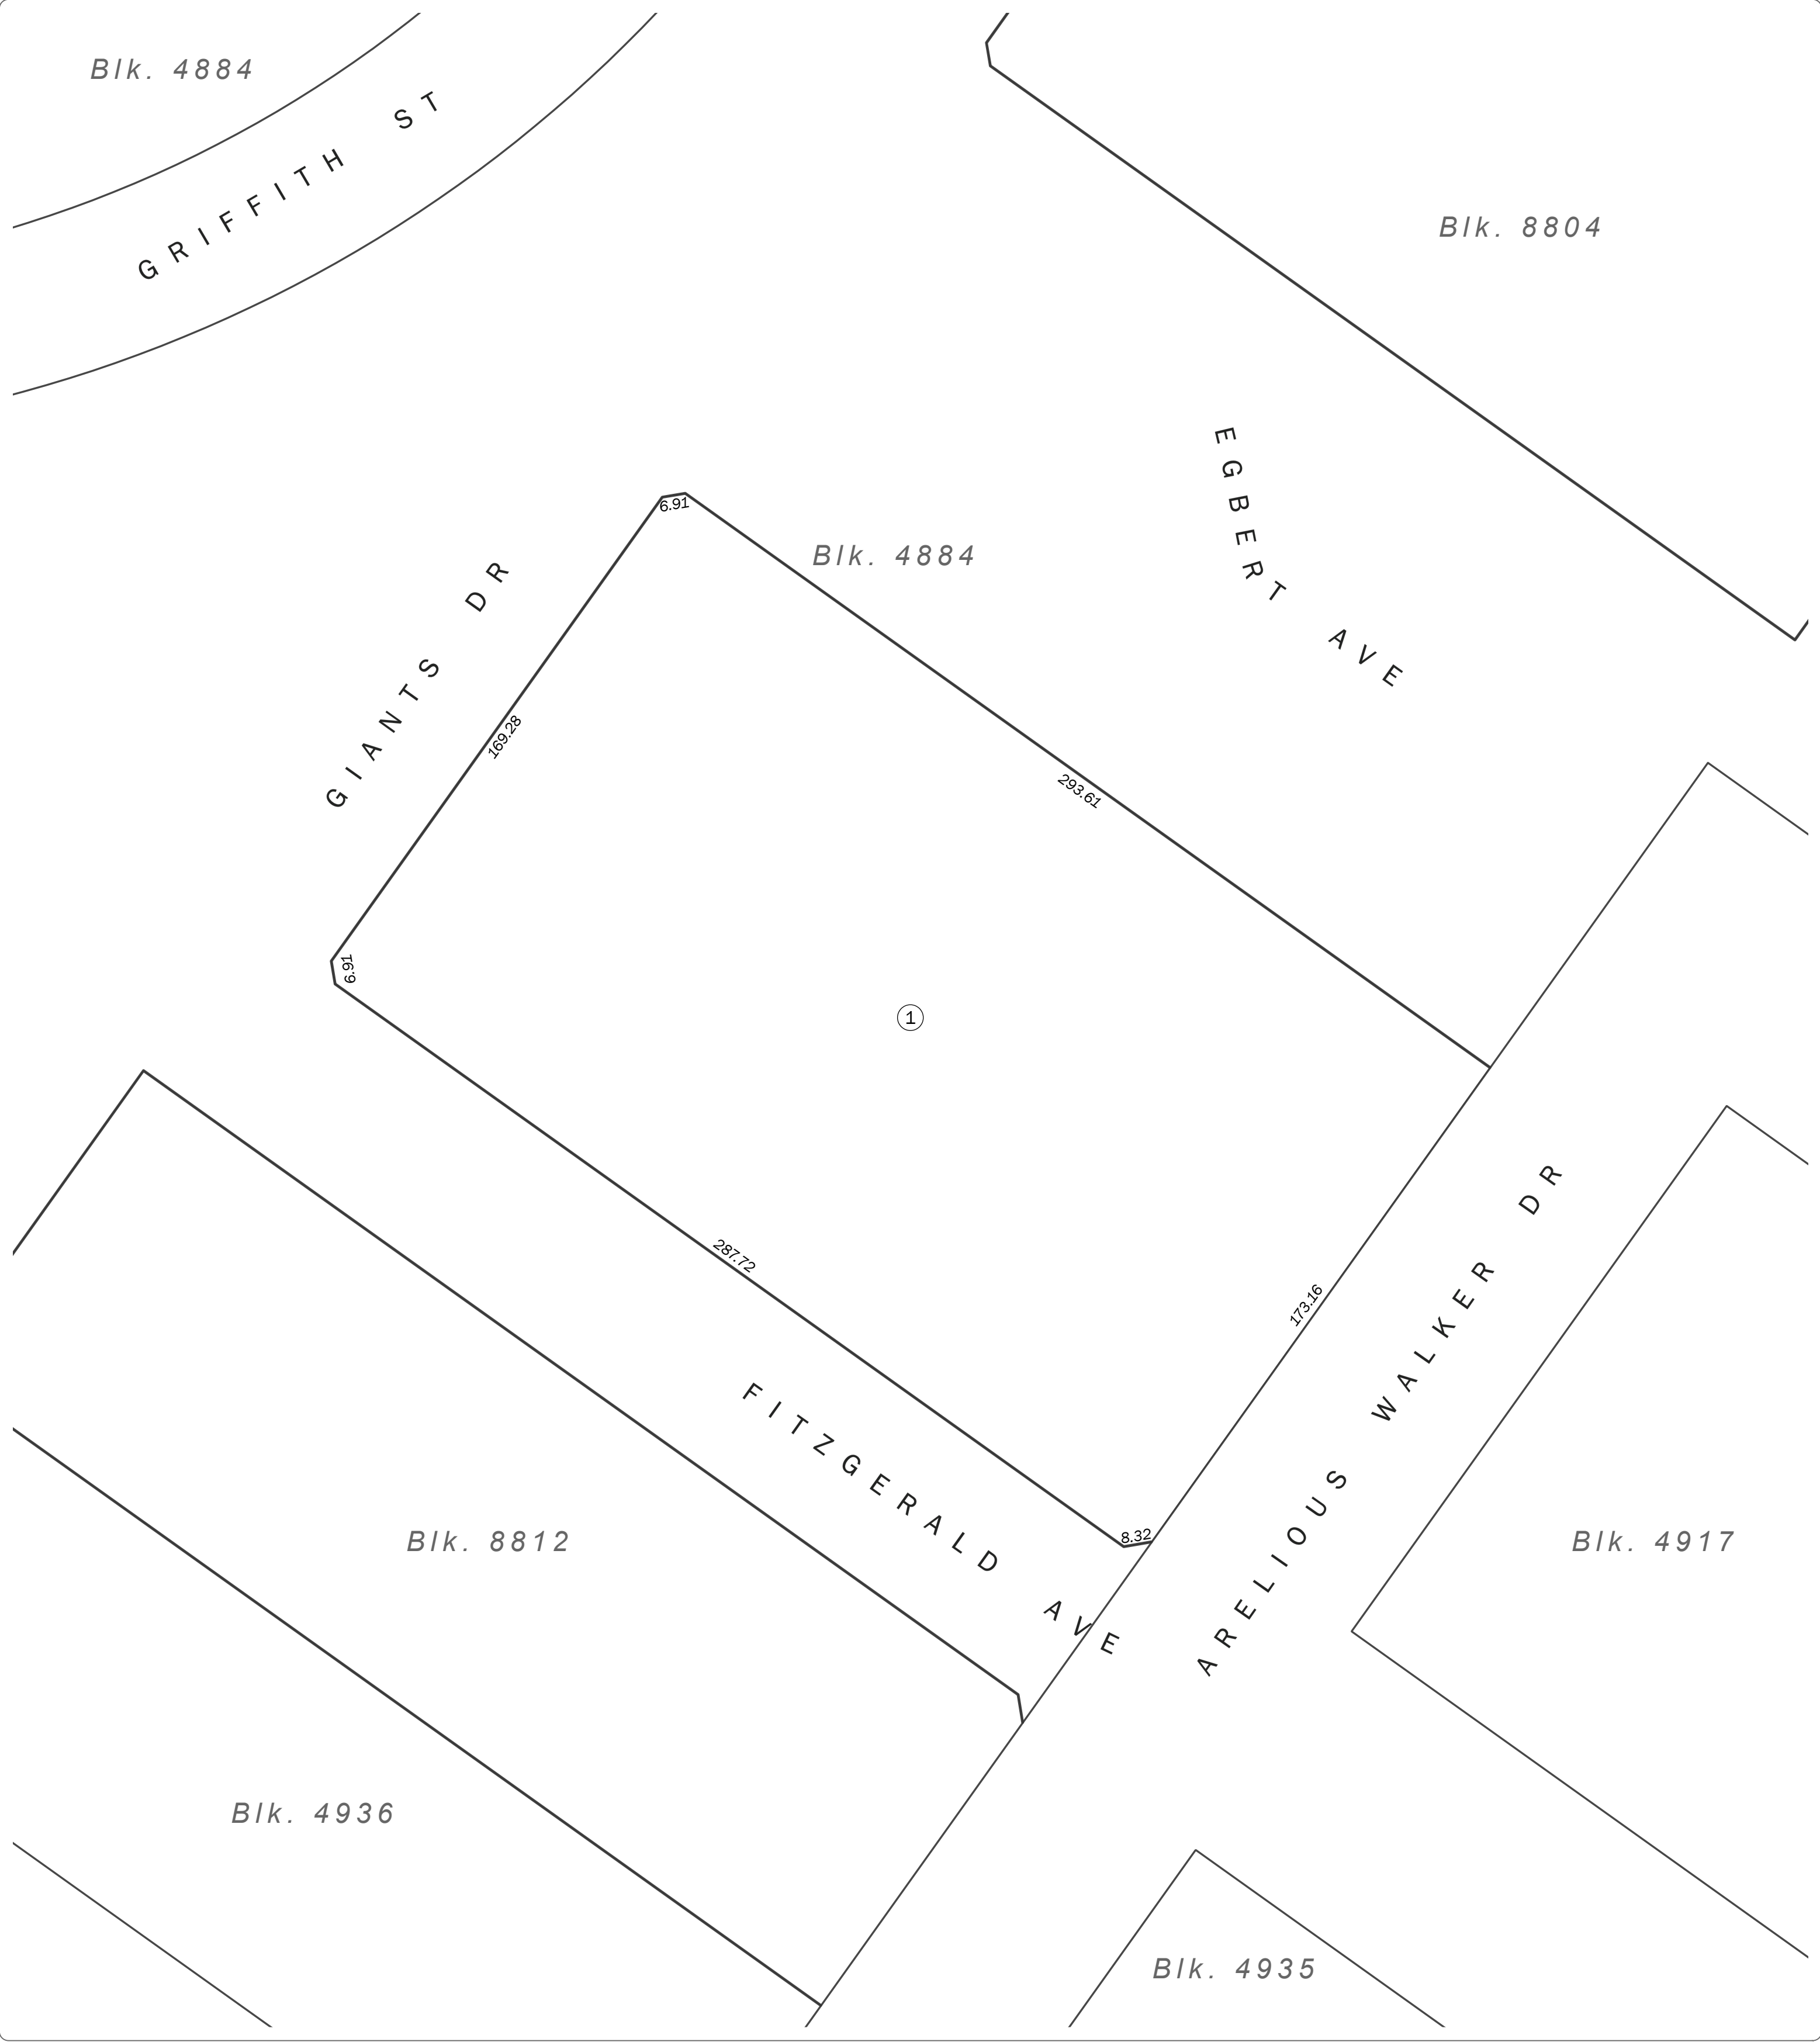 Blk. 4884
GRIFFITH ST
Blk. 8804
EGBERT AVE
6.91
Blk. 4884
GIANTS DR
169.28
293.61
6.91
1
287.72
173.16
ARELIOUS WALKER DR
FITZGERALD AVE
8.32
Blk. 8812
Blk. 4917
Blk. 4936
Blk. 4935